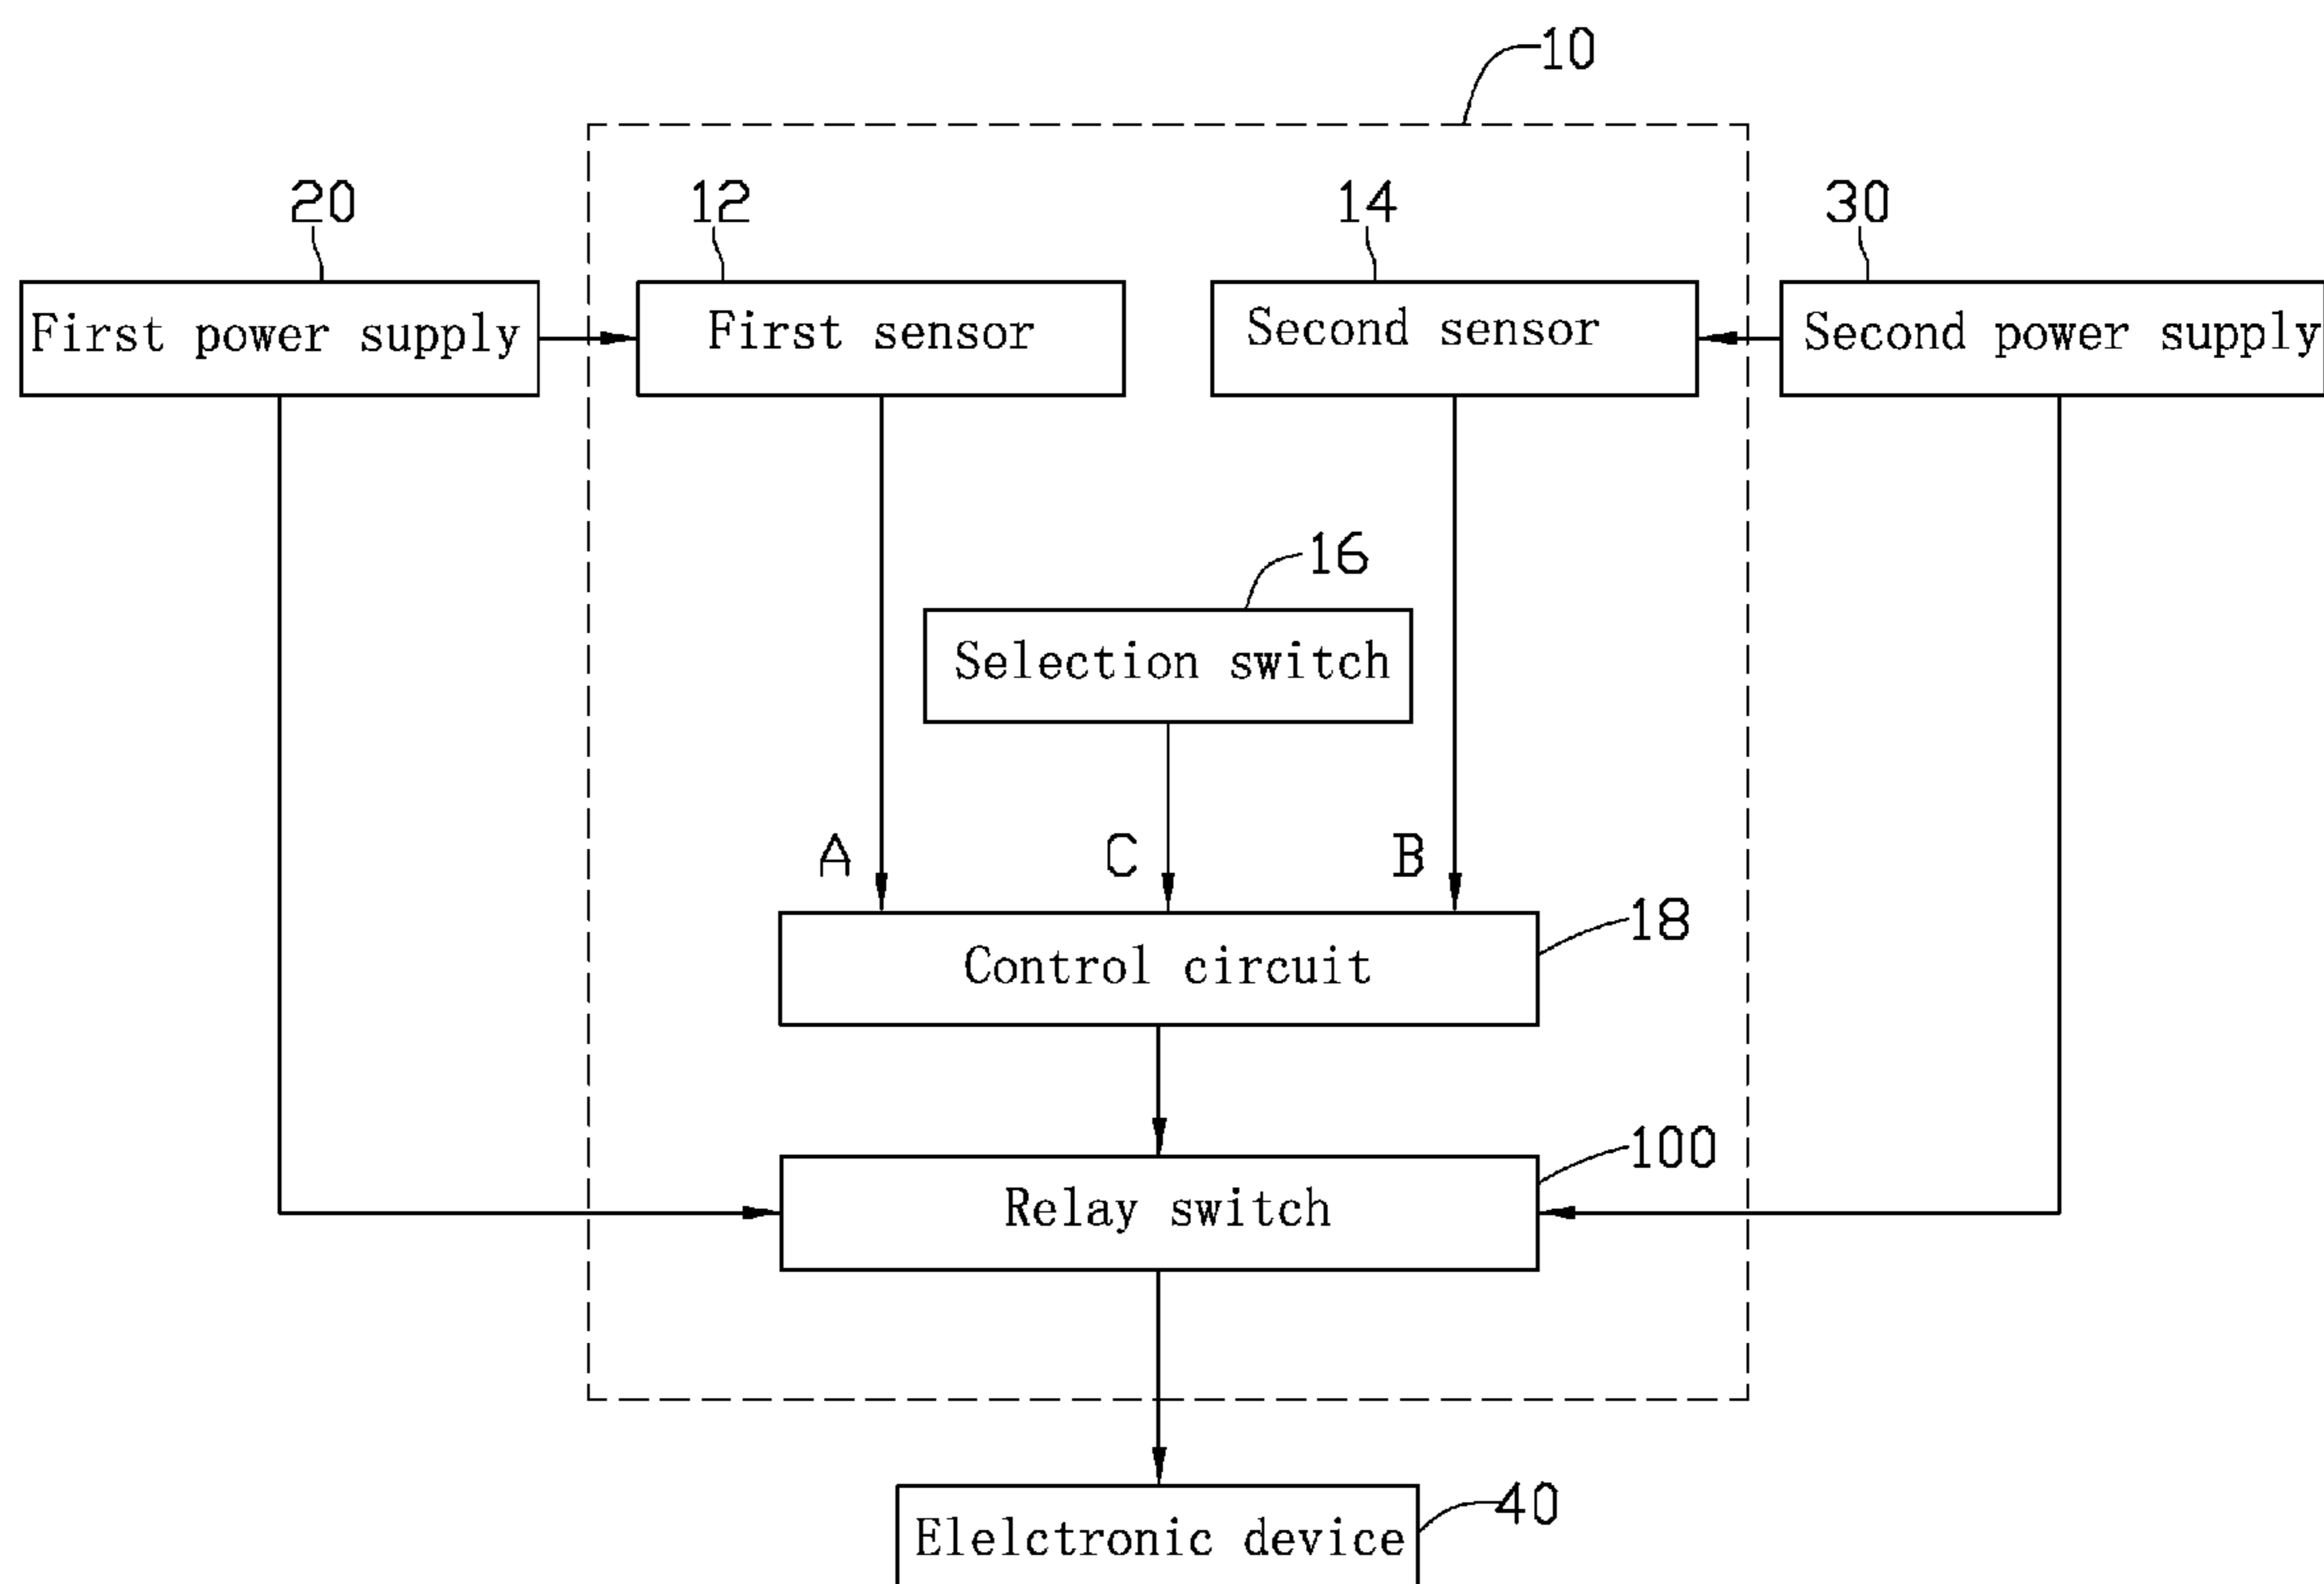 10
20
12
14
30
First power supply
First sensor
Second sensor
Second power supply
16
Selection switch
A
C
B
18
Control circuit
100
Relay switch
40
Elelctronic device